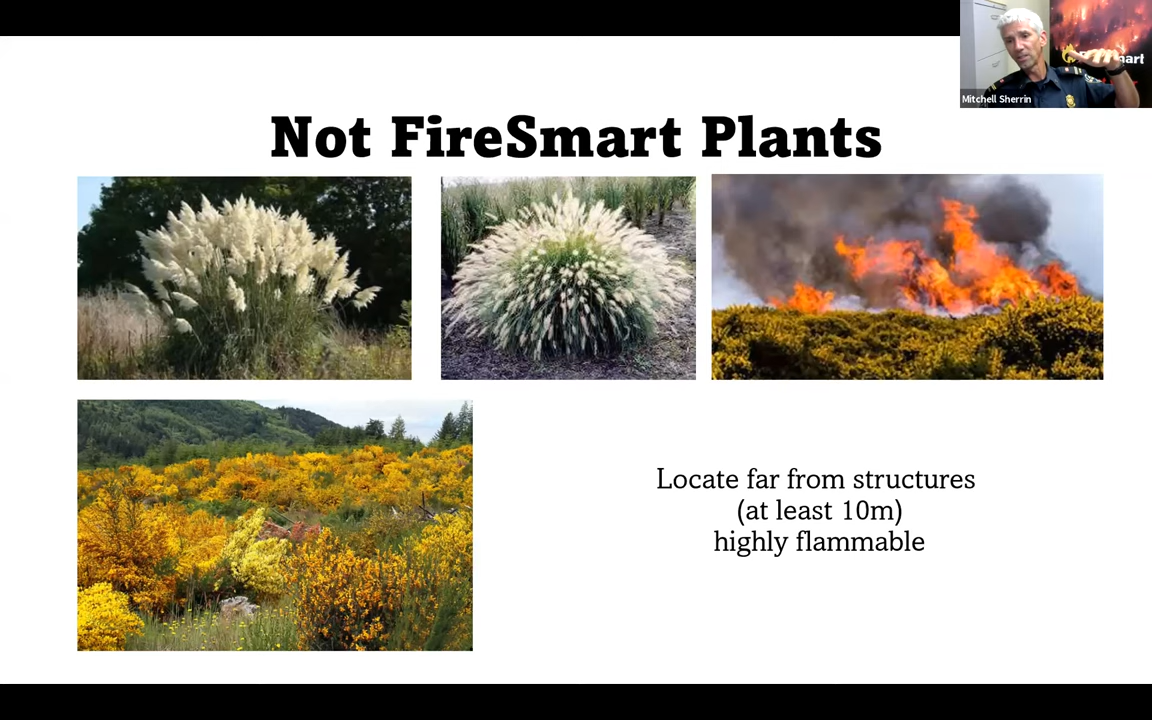 Mitchell Sherrin
Not FireSmart Plants
Locate far from structures
(at least 10m)
highly flammable